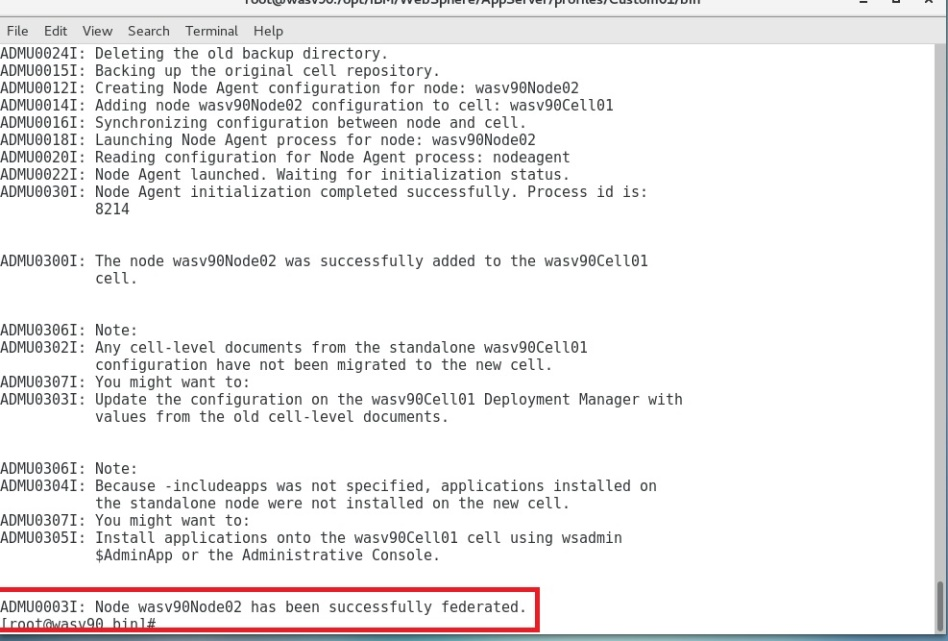 root@wasv90:/opt/IBM/WebSphere/AppServer/profiles/Custom01/bin
File Edit View Search Terminal Help
ADMU0024I: Deleting the old backup directory.
ADMU0015I: Backing up the original cell repository.
ADMU0012I: Creating Node Agent configuration for node: wasv90Node02
ADMU0014I: Adding node wasv90Node02 configuration to cell: wasv90Cell01
ADMU0016I: Synchronizing configuration between node and cell.
ADMU0018I: Launching Node Agent process for node: wasv90Node02
ADMU0020I: Reading configuration for Node Agent process: nodeagent
ADMU0022I: Node Agent launched. Waiting for initialization status.
ADMU0030I: Node Agent initialization completed successfully. Process id is:
8214
ADMU0300I: The node wasv90Node02 was successfully added to the wasv90Cell01
cell.
ADMU0306I: Note:
ADMU0302I: Any cell-level documents from the standalone wasv90Cell01
configuration have not been migrated to the new cell.
ADMU0307I: You might want to:
ADMU0303I: Update the configuration on the wasv90Cell01 Deployment Manager with
values from the old cell-level documents.
ADMU0306I: Note:
ADMU0304I: Because -includeapps was not specified, applications installed on
the standalone node were not installed on the new cell.
ADMU0307I: You might want to:
ADMU0305I: Install applications onto the wasv90Cell01 cell using wsadmin
$AdminApp or the Administrative Console.
ADMU0003I: Node wasv90Node02 has been successfully federated.
[root@wasv90 bin]#